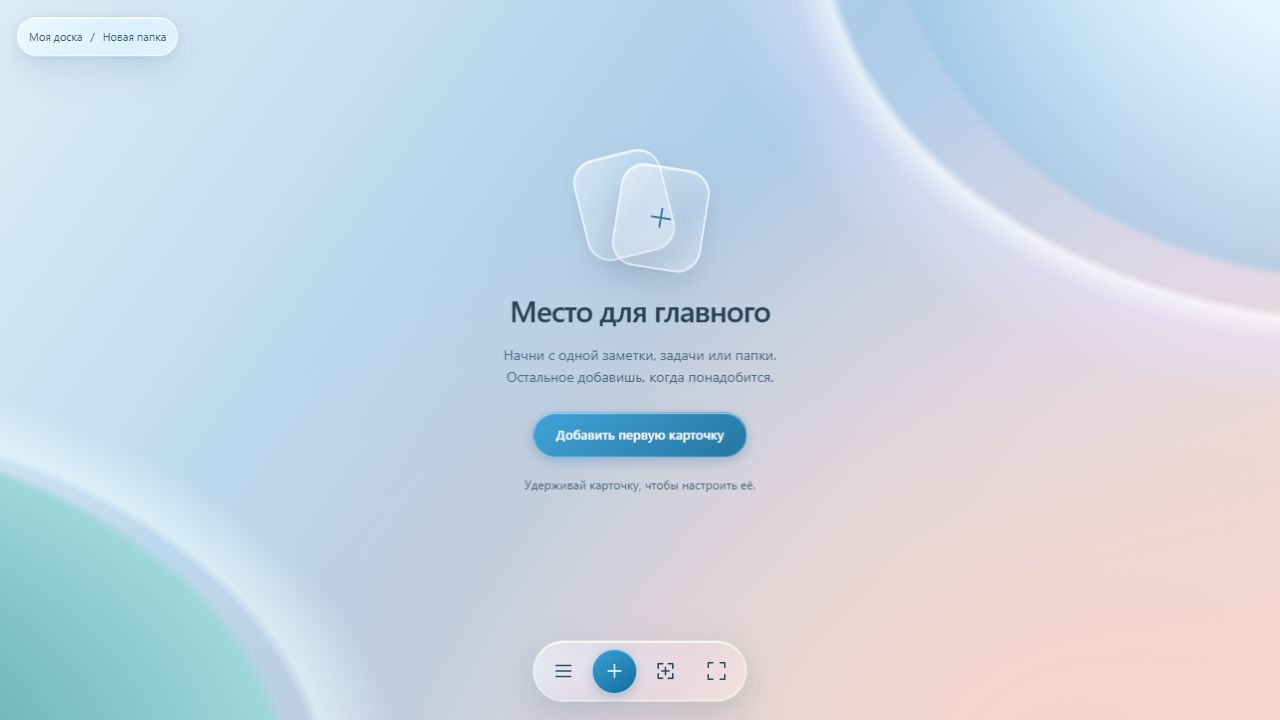 Моя доска / Новая папка
Место для главного
Начни с одной заметки, задачи или папки.
Остальное добавишь, когда понадобится.
Добавить первую карточку
Удерживай карточку, чтобы настроить её.